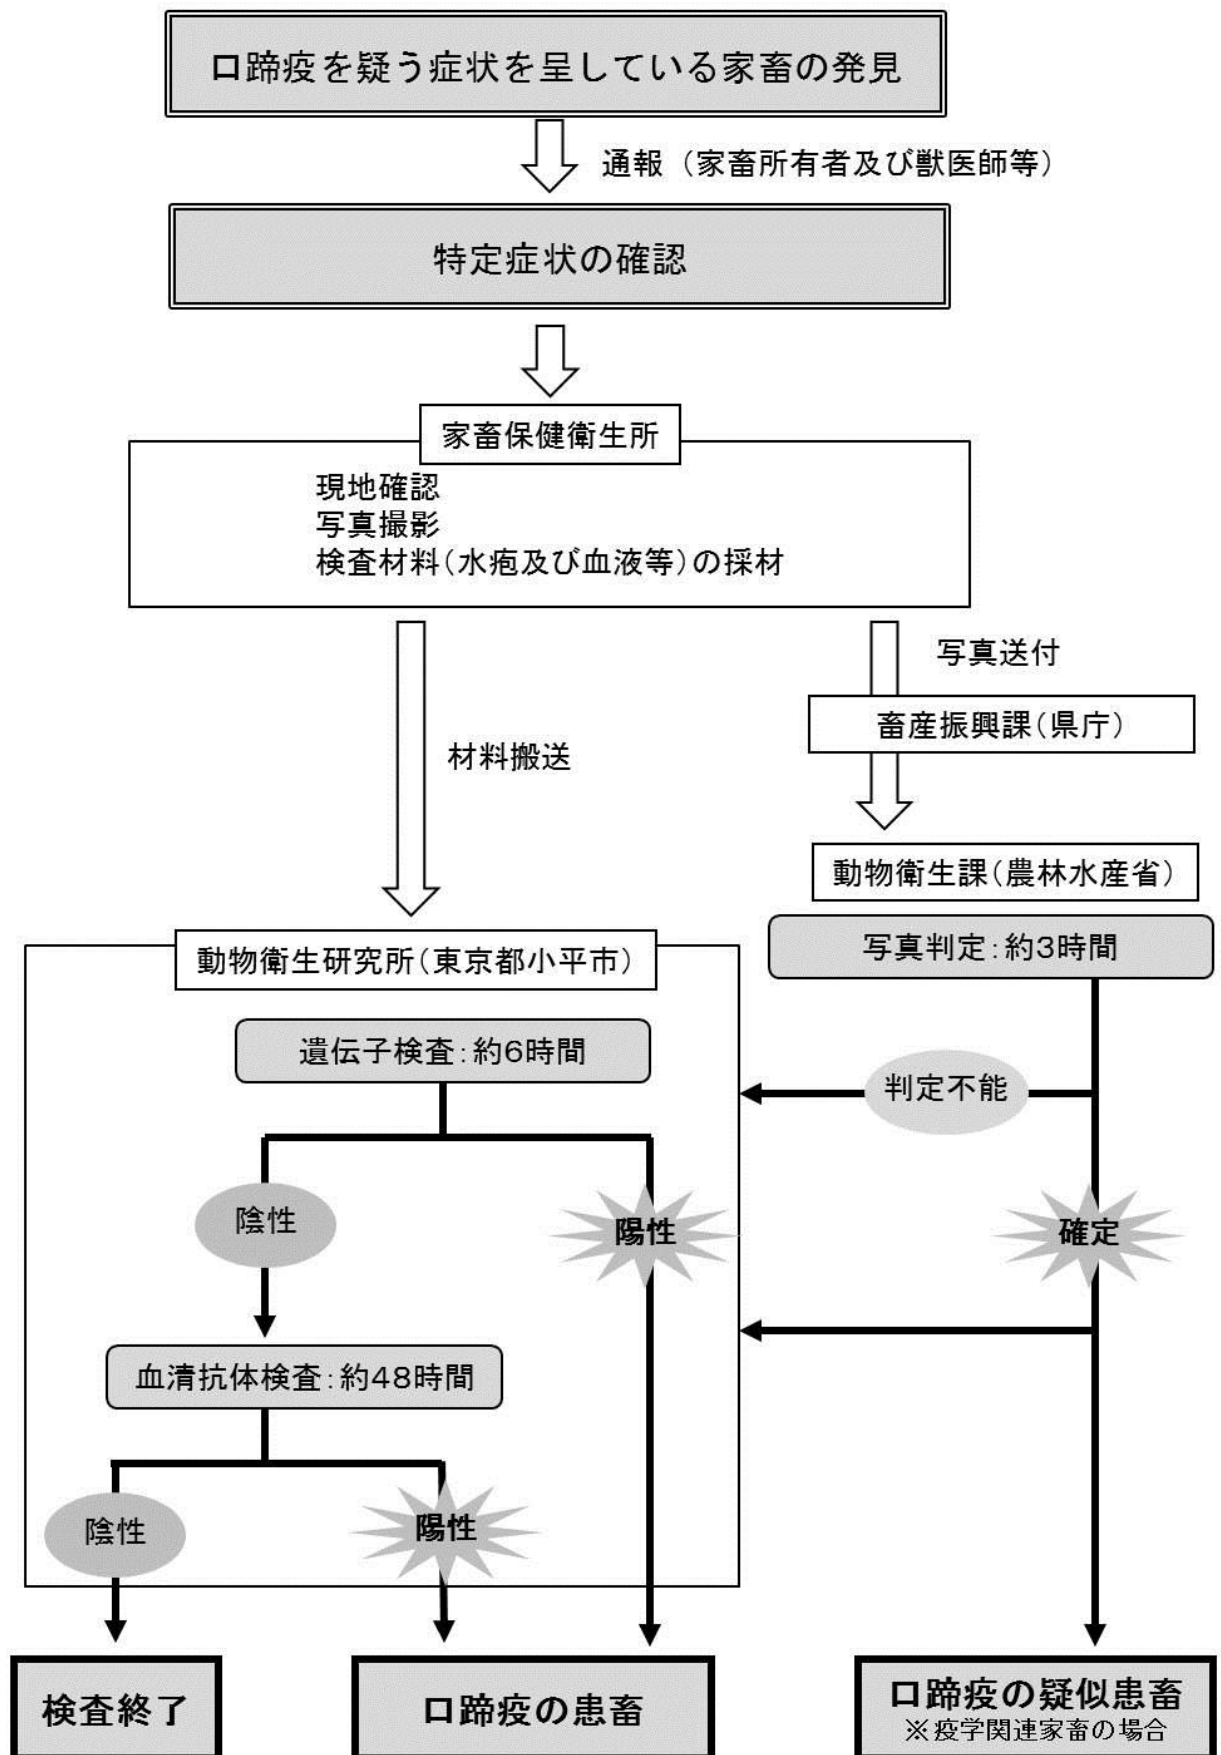 口蹄疫を疑う症状を呈している家畜の発見
通報（家畜所有者及び獣医師等）
特定症状の確認
家畜保健衛生所
現地確認
写真撮影
検査材料（水疱及び血液等）の採材
写真送付
畜産振興課（県庁）
材料搬送
動物衛生課（農林水産省）
写真判定：約3時間
動物衛生研究所（東京都小平市）
遺伝子検査：約6時間
判定不能
陰性
陽性
確定
血清抗体検査：約48時間
陰性
陽性
検査終了
口蹄疫の患畜
口蹄疫の疑似患畜
※疫学関連家畜の場合